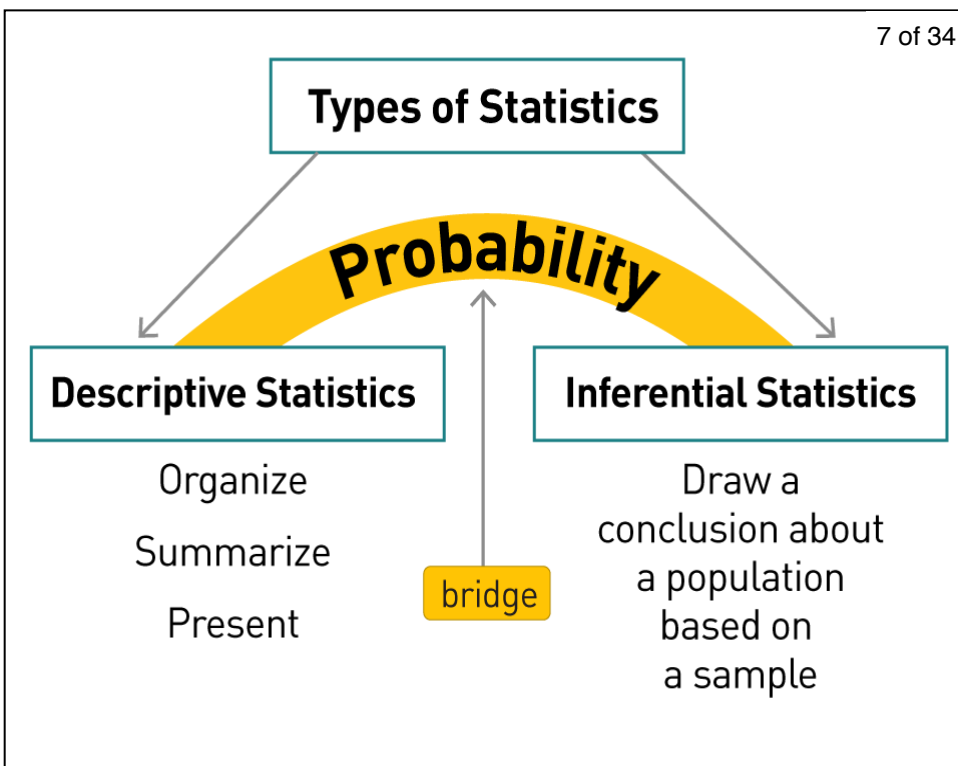 7 of 34
Types of Statistics
Probability
Descriptive Statistics
Inferential Statistics
Organize
Summarize
Present
bridge
Draw a
conclusion about
a population
based on
a sample